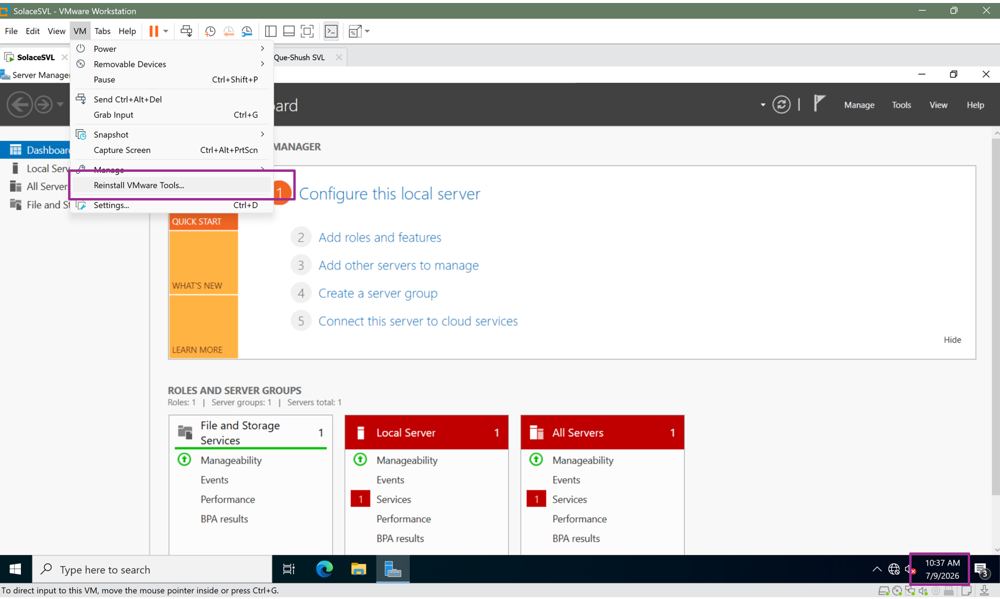 SolaceSVL - VMware Workstation
File Edit View VM Tabs Help
SolaceSVL
Que-Shush SVL
Server Manager
Power
Removable Devices
Pause Ctrl+Shift+P
Send Ctrl+Alt+Del
Grab Input Ctrl+G
Snapshot
Capture Screen Ctrl+Alt+PrtScn
Manage
Reinstall VMware Tools...
Settings... Ctrl+D
oard
Manage Tools View Help
Dashboar
Local Serv
All Server
File and St
MANAGER
1 Configure this local server
QUICK START
2 Add roles and features
3 Add other servers to manage
WHAT'S NEW
4 Create a server group
5 Connect this server to cloud services
LEARN MORE
Hide
ROLES AND SERVER GROUPS
Roles: 1 | Server groups: 1 | Servers total: 1
File and Storage Services 1
Manageability
Events
Performance
BPA results
Local Server 1
Manageability
Events
1 Services
Performance
BPA results
All Servers 1
Manageability
Events
1 Services
Performance
BPA results
Type here to search
10:37 AM
7/9/2026
3
To direct input to this VM, move the mouse pointer inside or press Ctrl+G.